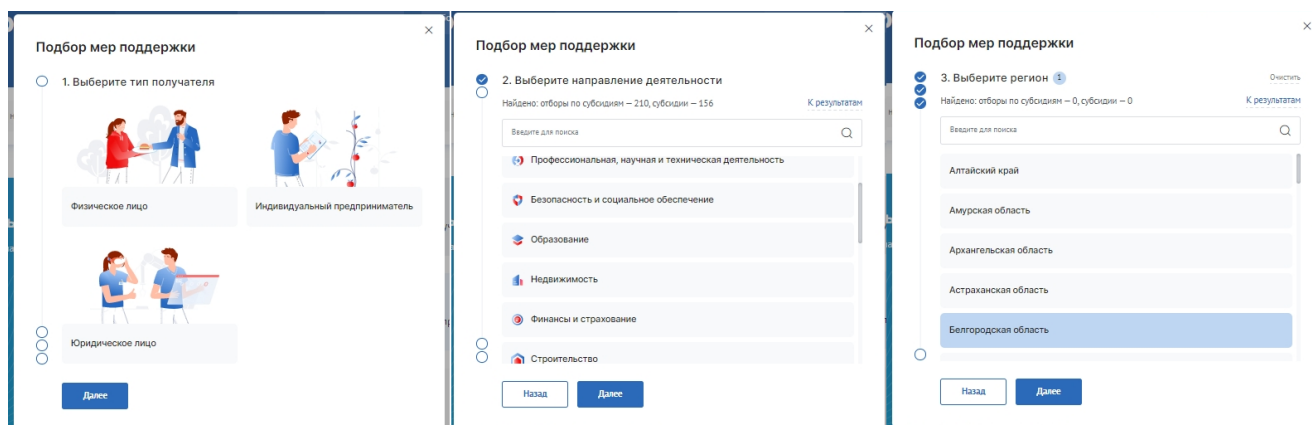 Подбор мер поддержки
1. Выберите тип получателя
Физическое лицо
Индивидуальный предприниматель
Юридическое лицо
Далее
Подбор мер поддержки
2. Выберите направление деятельности
Найдено: отборы по субсидиям — 210, субсидии — 156
К результатам
Введите для поиска
Профессиональная, научная и техническая деятельность
Безопасность и социальное обеспечение
Образование
Недвижимость
Финансы и страхование
Строительство
Назад
Далее
Подбор мер поддержки
3. Выберите регион 1
Очистить
Найдено: отборы по субсидиям — 0, субсидии — 0
К результатам
Введите для поиска
Алтайский край
Амурская область
Архангельская область
Астраханская область
Белгородская область
Назад
Далее